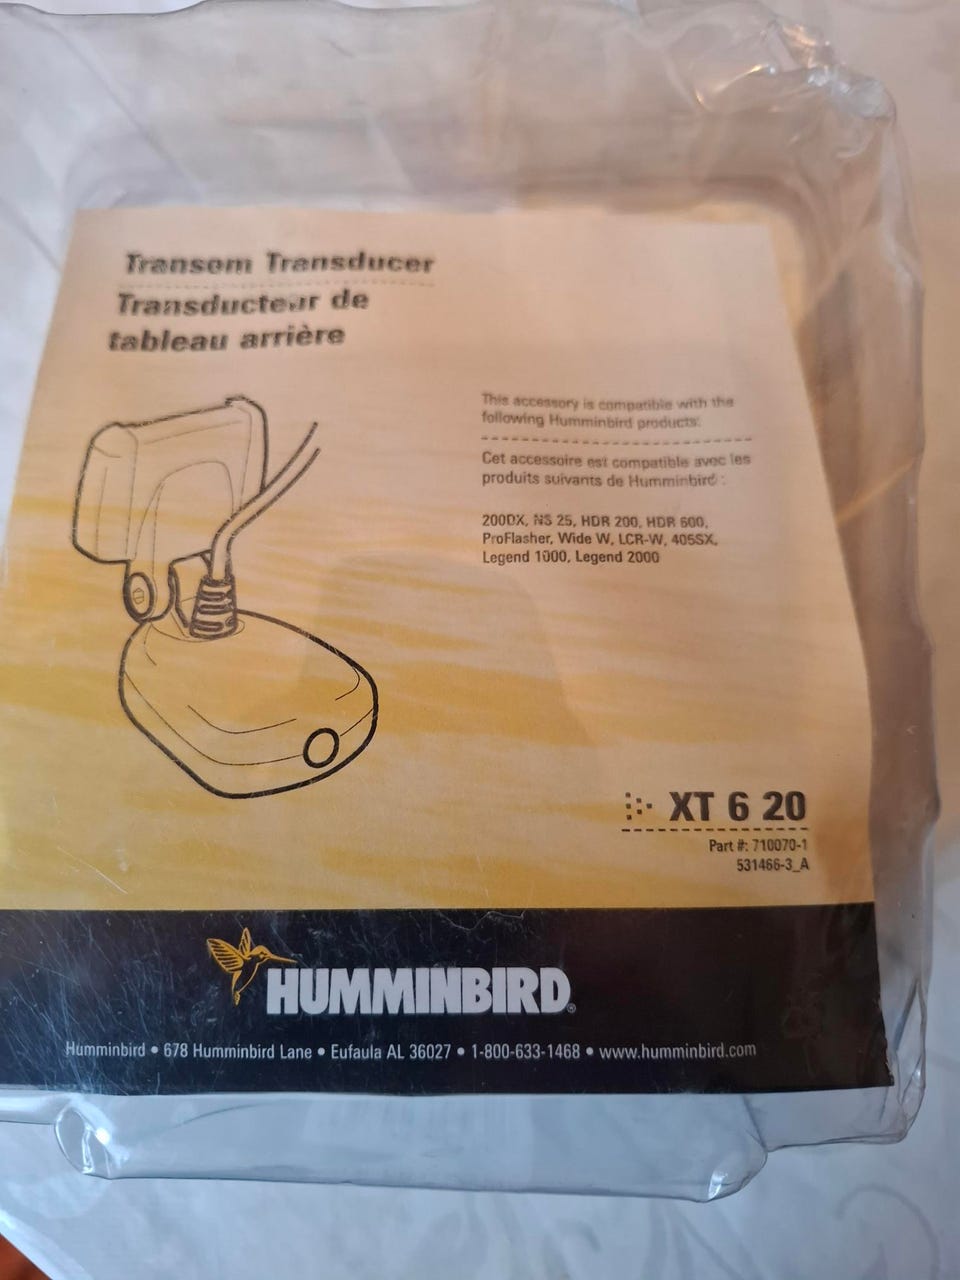 Transom Transducer
Transducteur de
tableau arrière
This accessory is compatible with the
following Humminbird products:
Cet accessoire est compatible avec les
produits suivants de Humminbird :
200DX, NS 25, HDR 200, HDR 600,
ProFlasher, Wide W, LCR-W, 405SX,
Legend 1000, Legend 2000
XT 6 20
Part #: 710070-1
531466-3_A
HUMMINBIRD®
Humminbird • 678 Humminbird Lane • Eufaula AL 36027 • 1-800-633-1468 • www.humminbird.com